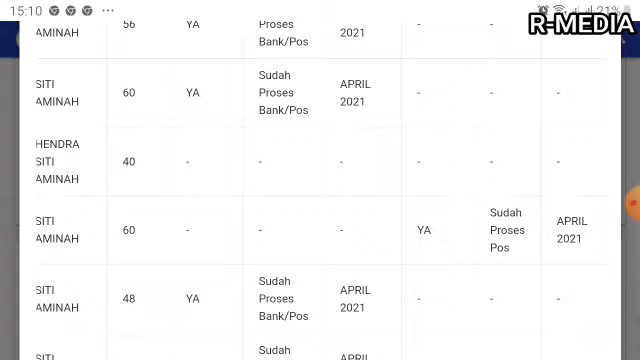 15:10
21%
R-MEDIA
AMINAH 56 YA Proses Bank/Pos 2021
SITI AMINAH 60 YA Sudah Proses Bank/Pos APRIL 2021 - - -
HENDRA SITI AMINAH 40 - - - - - -
SITI AMINAH 60 - - - YA Sudah Proses Pos APRIL 2021
SITI AMINAH 48 YA Sudah Proses Bank/Pos APRIL 2021 - - -
SITI Sudah APRIL